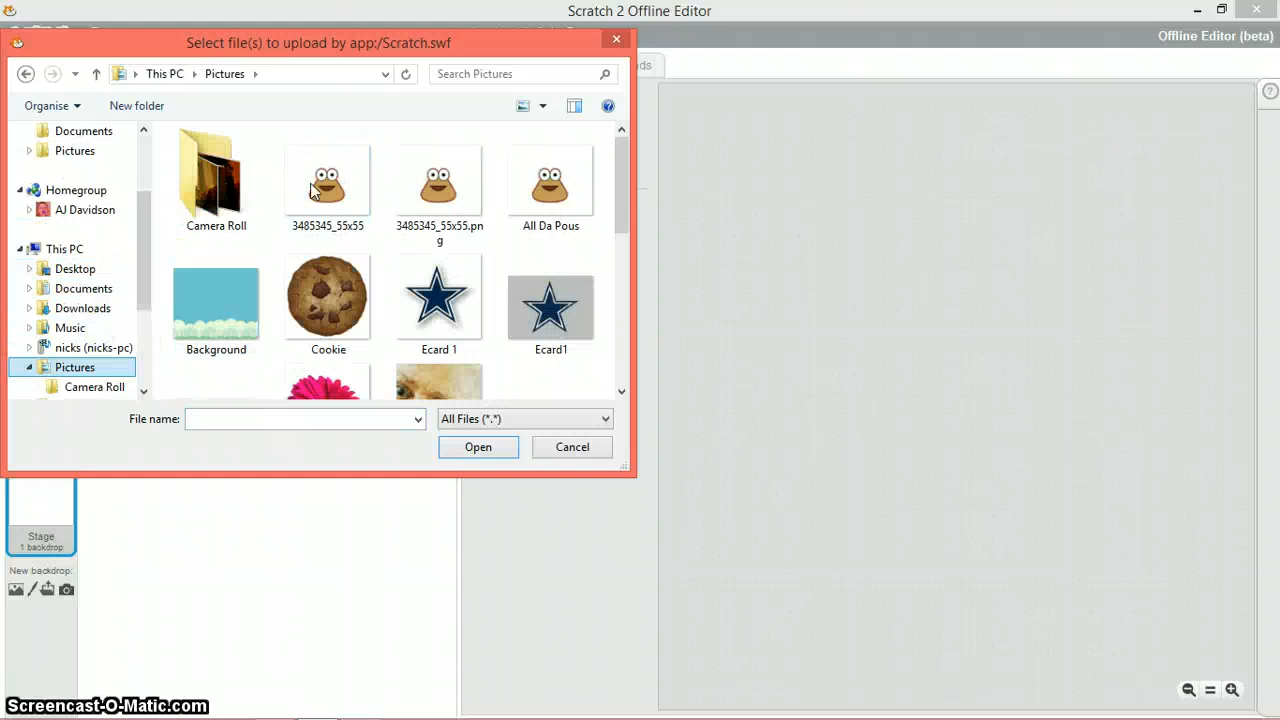 Scratch 2 Offline Editor
Offline Editor (beta)
Select file(s) to upload by app:/Scratch.swf
This PC
Pictures
Search Pictures
Organise
New folder
Documents
Pictures
Homegroup
AJ Davidson
This PC
Desktop
Documents
Downloads
Music
nicks (nicks-pc)
Pictures
Camera Roll
Camera Roll
3485345_55x55
3485345_55x55.pn
g
All Da Pous
Background
Cookie
Ecard 1
Ecard1
File name:
All Files (*.*)
Open
Cancel
ds
Stage
1 backdrop
New backdrop:
Screencast-O-Matic.com